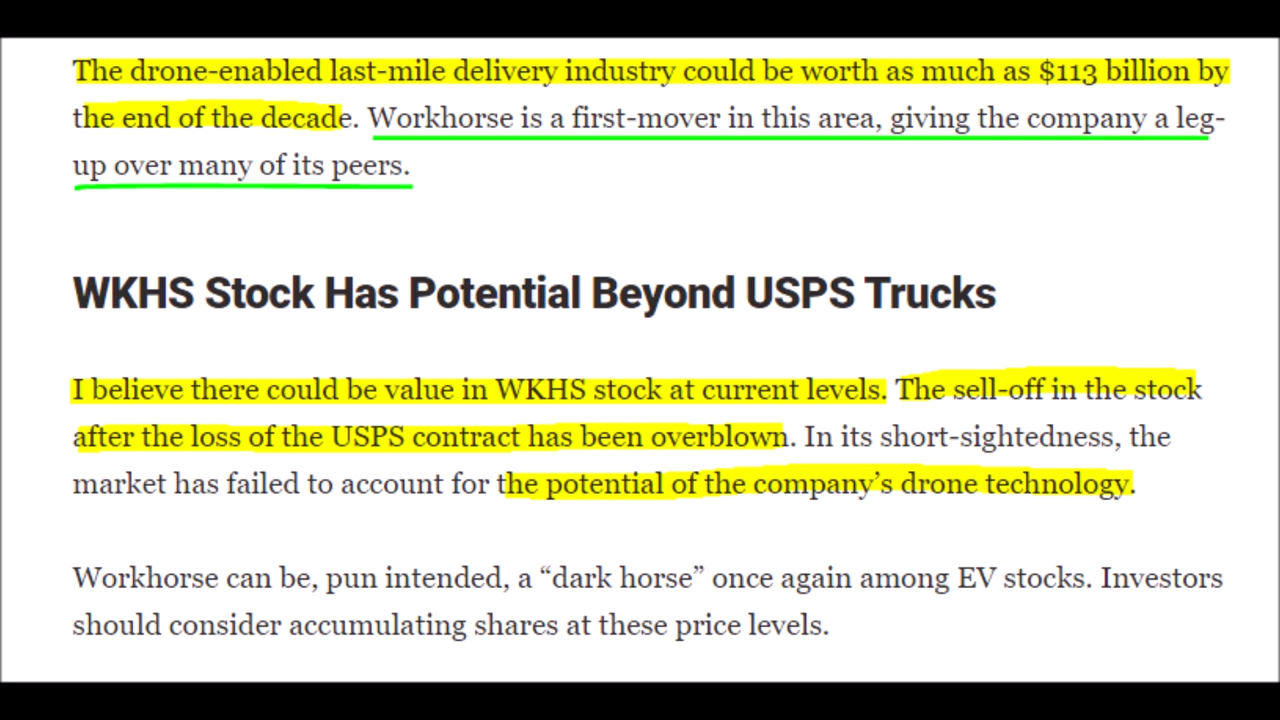 The drone-enabled last-mile delivery industry could be worth as much as $113 billion by
the end of the decade. Workhorse is a first-mover in this area, giving the company a leg-
up over many of its peers.
WKHS Stock Has Potential Beyond USPS Trucks
I believe there could be value in WKHS stock at current levels. The sell-off in the stock
after the loss of the USPS contract has been overblown. In its short-sightedness, the
market has failed to account for the potential of the company’s drone technology.
Workhorse can be, pun intended, a “dark horse” once again among EV stocks. Investors
should consider accumulating shares at these price levels.